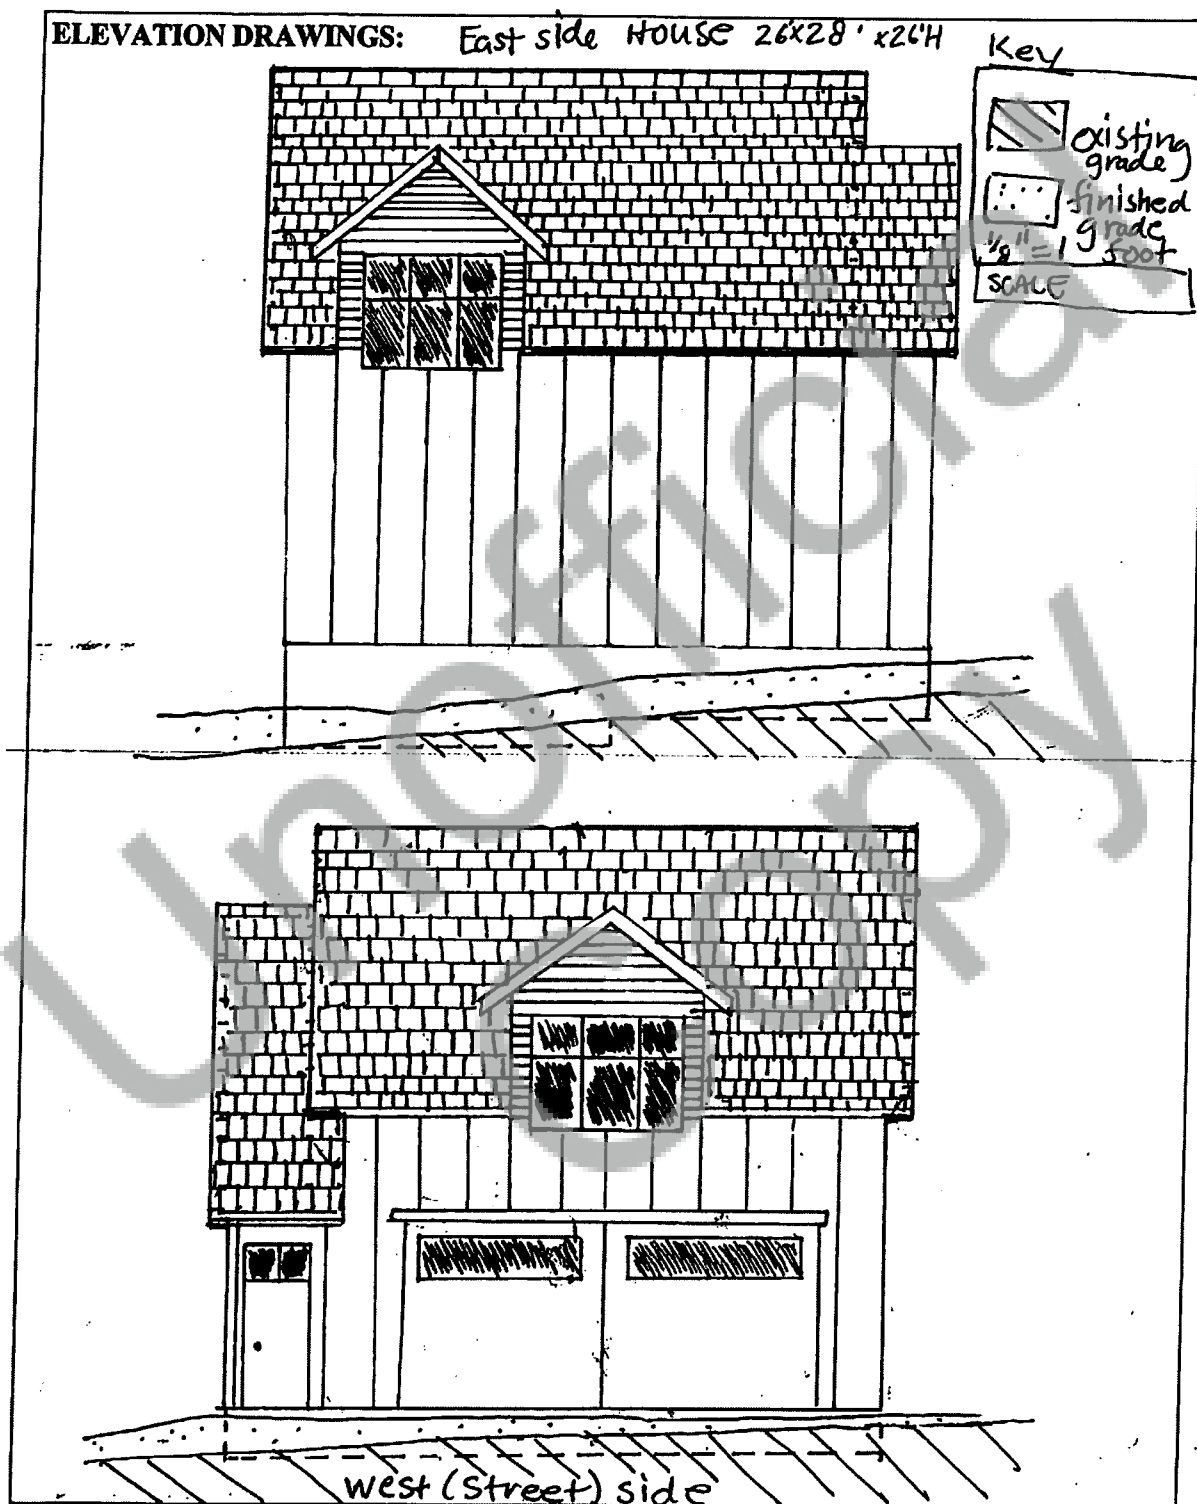 ELEVATION DRAWINGS: East side HOUSE 26x28' x26'H
Key
existing
grade
finished
grade
1/8" = 1 foot
SCALE
Unofficial
Copy
west (street) side